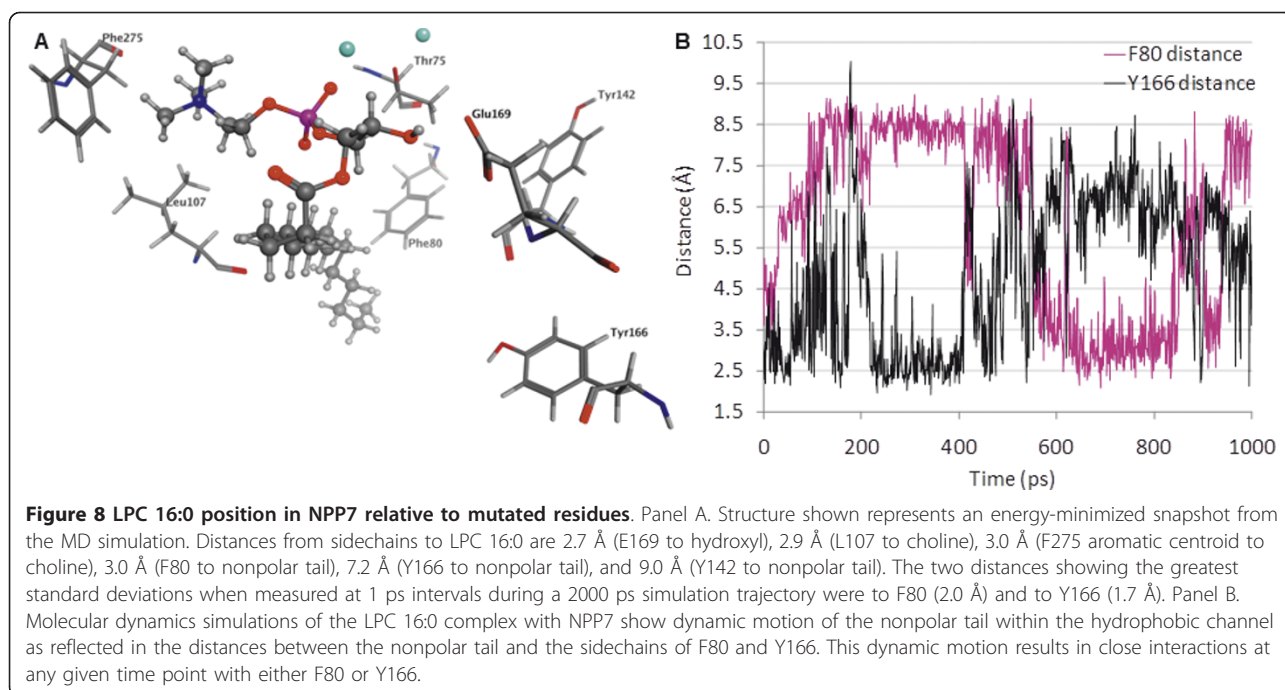 A
Phe275
Thr75
Tyr142
Glu169
Leu107
Phe80
Tyr166
B
F80 distance
Y166 distance
10.5
9.5
8.5
7.5
6.5
5.5
4.5
3.5
2.5
1.5
Distance (Å)
0
200
400
600
800
1000
Time (ps)
Figure 8 LPC 16:0 position in NPP7 relative to mutated residues. Panel A. Structure shown represents an energy-minimized snapshot from
the MD simulation. Distances from sidechains to LPC 16:0 are 2.7 Å (E169 to hydroxyl), 2.9 Å (L107 to choline), 3.0 Å (F275 aromatic centroid to
choline), 3.0 Å (F80 to nonpolar tail), 7.2 Å (Y166 to nonpolar tail), and 9.0 Å (Y142 to nonpolar tail). The two distances showing the greatest
standard deviations when measured at 1 ps intervals during a 2000 ps simulation trajectory were to F80 (2.0 Å) and to Y166 (1.7 Å). Panel B.
Molecular dynamics simulations of the LPC 16:0 complex with NPP7 show dynamic motion of the nonpolar tail within the hydrophobic channel
as reflected in the distances between the nonpolar tail and the sidechains of F80 and Y166. This dynamic motion results in close interactions at
any given time point with either F80 or Y166.